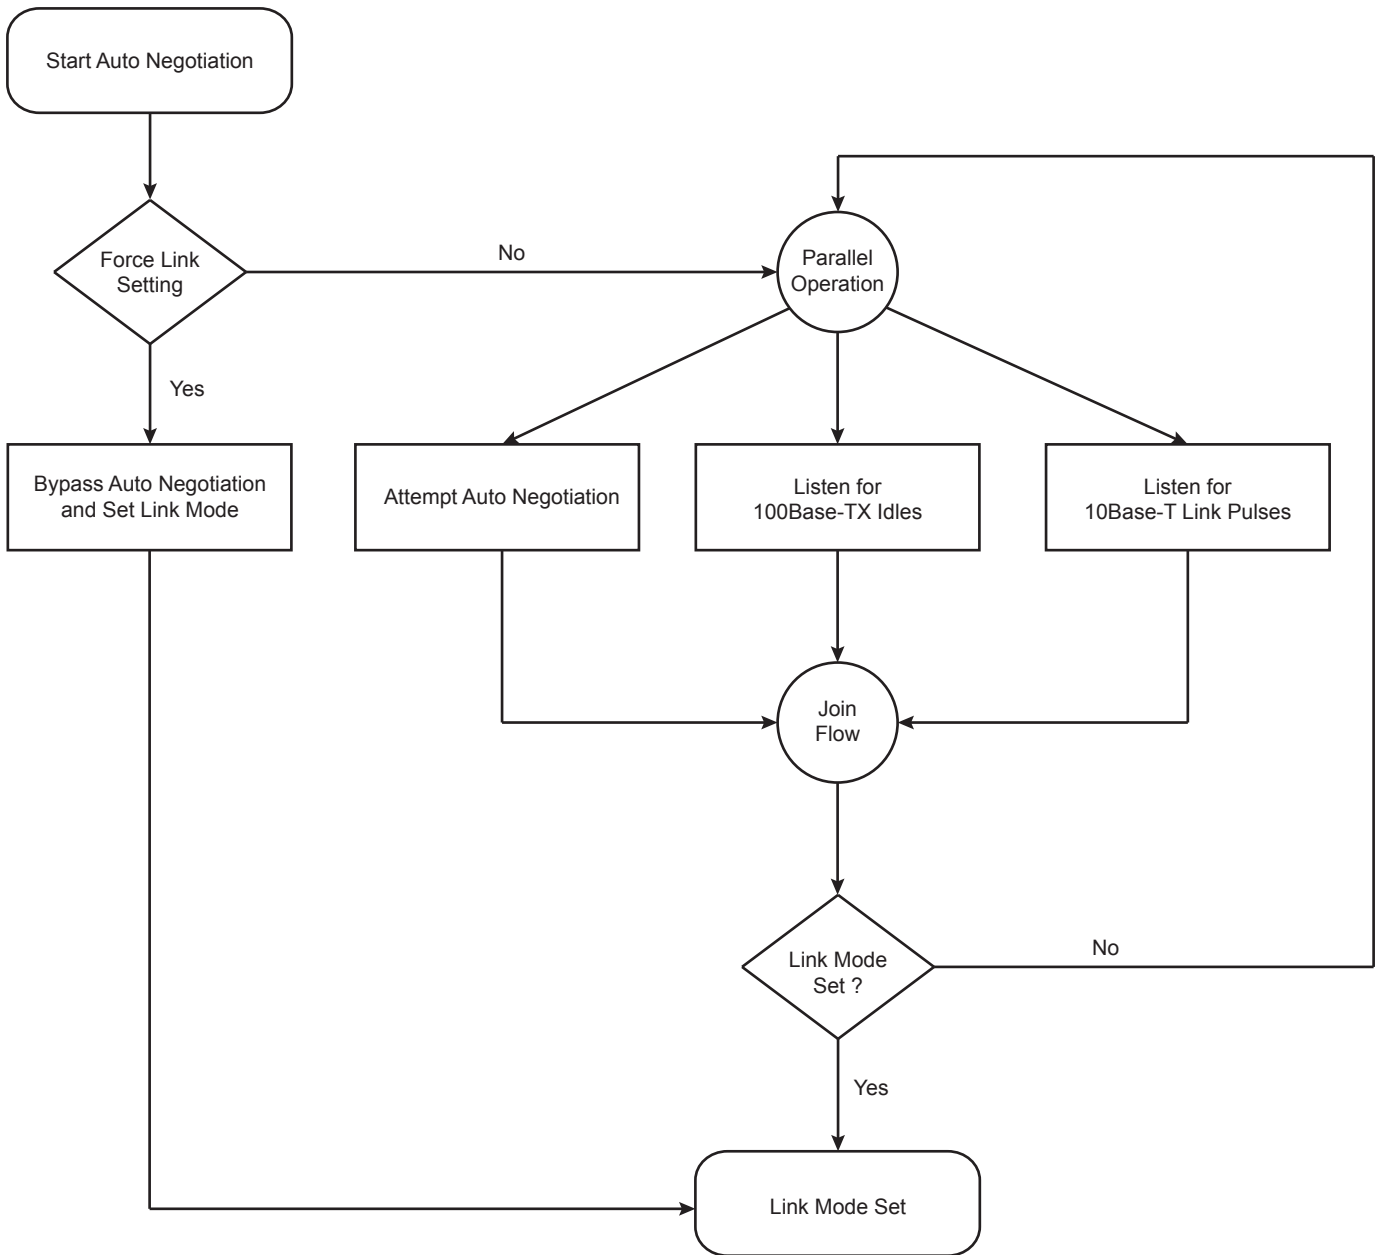 Start Auto Negotiation
Force Link
Setting
No
Parallel
Operation
Yes
Bypass Auto Negotiation
and Set Link Mode
Attempt Auto Negotiation
Listen for
100Base-TX Idles
Listen for
10Base-T Link Pulses
Join
Flow
Link Mode
Set ?
No
Yes
Link Mode Set